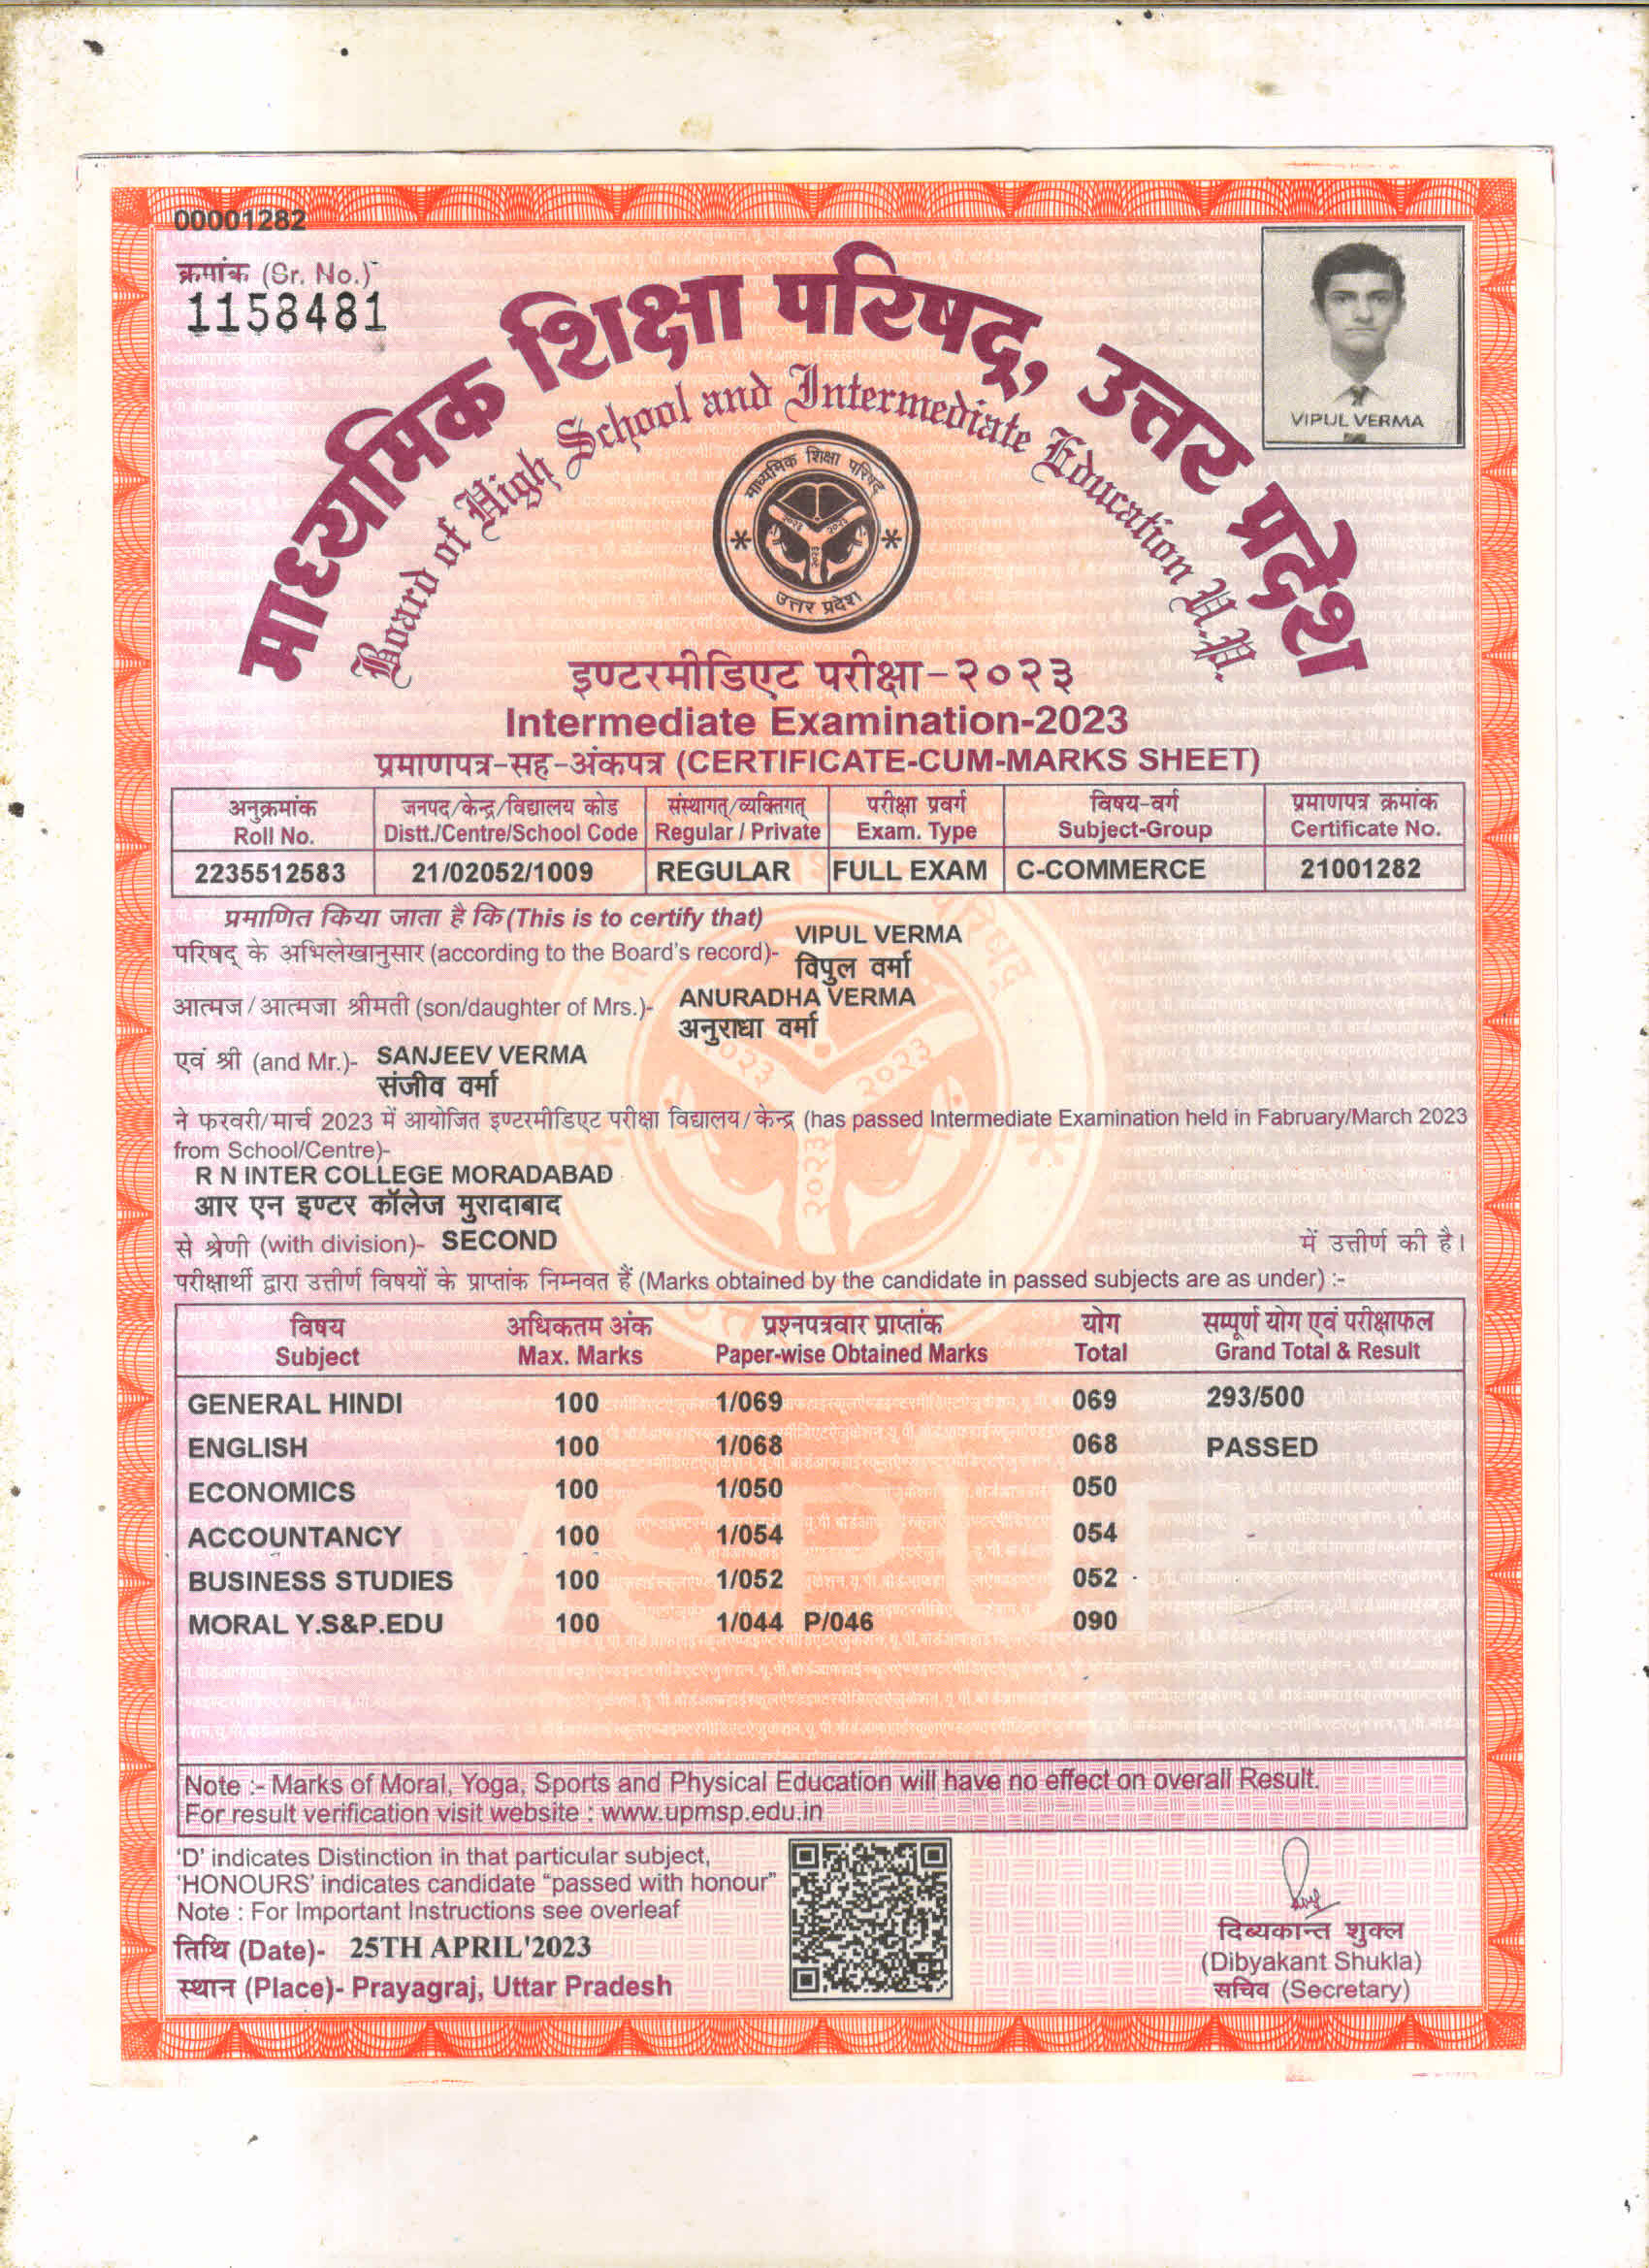 00001282
क्रमांक (Sr. No.)
1158481
माध्यमिक शिक्षा परिषद्, उत्तर प्रदेश
Board of High School and Intermediate Education U.P.
VIPUL VERMA
माध्यमिक शिक्षा परिषद्
२०२३ २०२३
२०२३
उत्तर प्रदेश
इण्टरमीडिएट परीक्षा-२०२३
Intermediate Examination-2023
प्रमाणपत्र-सह-अंकपत्र (CERTIFICATE-CUM-MARKS SHEET)
अनुक्रमांक जनपद/केन्द्र/विद्यालय कोड संस्थागत/व्यक्तिगत परीक्षा प्रवर्ग विषय-वर्ग प्रमाणपत्र क्रमांक
Roll No. Distt./Centre/School Code Regular / Private Exam. Type Subject-Group Certificate No.
2235512583 21/02052/1009 REGULAR FULL EXAM C-COMMERCE 21001282
प्रमाणित किया जाता है कि (This is to certify that)
परिषद् के अभिलेखानुसार (according to the Board's record)- VIPUL VERMA
विपुल वर्मा
आत्मज/आत्मजा श्रीमती (son/daughter of Mrs.)- ANURADHA VERMA
अनुराधा वर्मा
एवं श्री (and Mr.)- SANJEEV VERMA
संजीव वर्मा
ने फरवरी/मार्च 2023 में आयोजित इण्टरमीडिएट परीक्षा विद्यालय/केन्द्र (has passed Intermediate Examination held in Fabruary/March 2023
from School/Centre)-
R N INTER COLLEGE MORADABAD
आर एन इण्टर कॉलेज मुरादाबाद
से श्रेणी (with division)- SECOND में उत्तीर्ण की है।
परीक्षार्थी द्वारा उत्तीर्ण विषयों के प्राप्तांक निम्नवत हैं (Marks obtained by the candidate in passed subjects are as under) :-
विषय अधिकतम अंक प्रश्नपत्रवार प्राप्तांक योग सम्पूर्ण योग एवं परीक्षाफल
Subject Max. Marks Paper-wise Obtained Marks Total Grand Total & Result
GENERAL HINDI 100 1/069 069 293/500
ENGLISH 100 1/068 068 PASSED
ECONOMICS 100 1/050 050
ACCOUNTANCY 100 1/054 054
BUSINESS STUDIES 100 1/052 052
MORAL Y.S&P.EDU 100 1/044 P/046 090
Note :- Marks of Moral, Yoga, Sports and Physical Education will have no effect on overall Result.
For result verification visit website : www.upmsp.edu.in
'D' indicates Distinction in that particular subject,
'HONOURS' indicates candidate "passed with honour"
Note : For Important Instructions see overleaf
तिथि (Date)- 25TH APRIL'2023
स्थान (Place)- Prayagraj, Uttar Pradesh
दिब्यकान्त शुक्ल
(Dibyakant Shukla)
सचिव (Secretary)